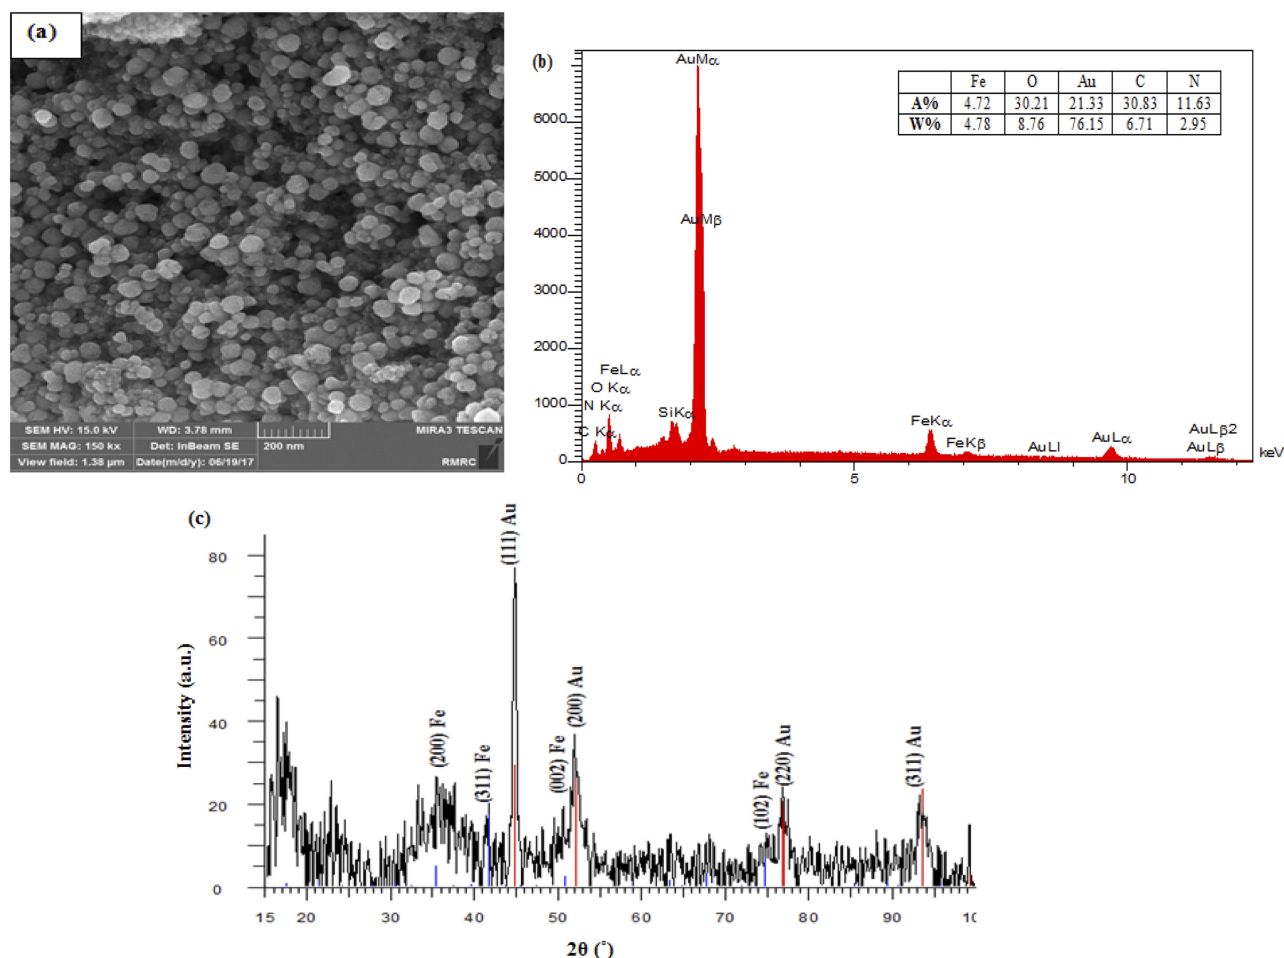 (a)
SEM HV: 15.0 kV WD: 3.78 mm MIRA3 TESCAN
SEM MAG: 150 kx Det: InBeam SE 200 nm
View field: 1.38 µm Date(m/d/y): 06/19/17 RMRC
(b)
AuMα
AuMβ
6000
5000
4000
3000
2000
1000
0
FeLα
O Kα
N Kα
C Kα
SiKα
FeKα
FeKβ
AuLl
AuLα
AuLβ2
AuLβ
0 5 10 keV
Fe O Au C N
A% 4.72 30.21 21.33 30.83 11.63
W% 4.78 8.76 76.15 6.71 2.95
(c)
Intensity (a.u.)
80
60
40
20
0
(200) Fe
(311) Fe
(111) Au
(002) Fe
(200) Au
(102) Fe
(220) Au
(311) Au
15 20 30 40 50 60 70 80 90 10
2θ (°)